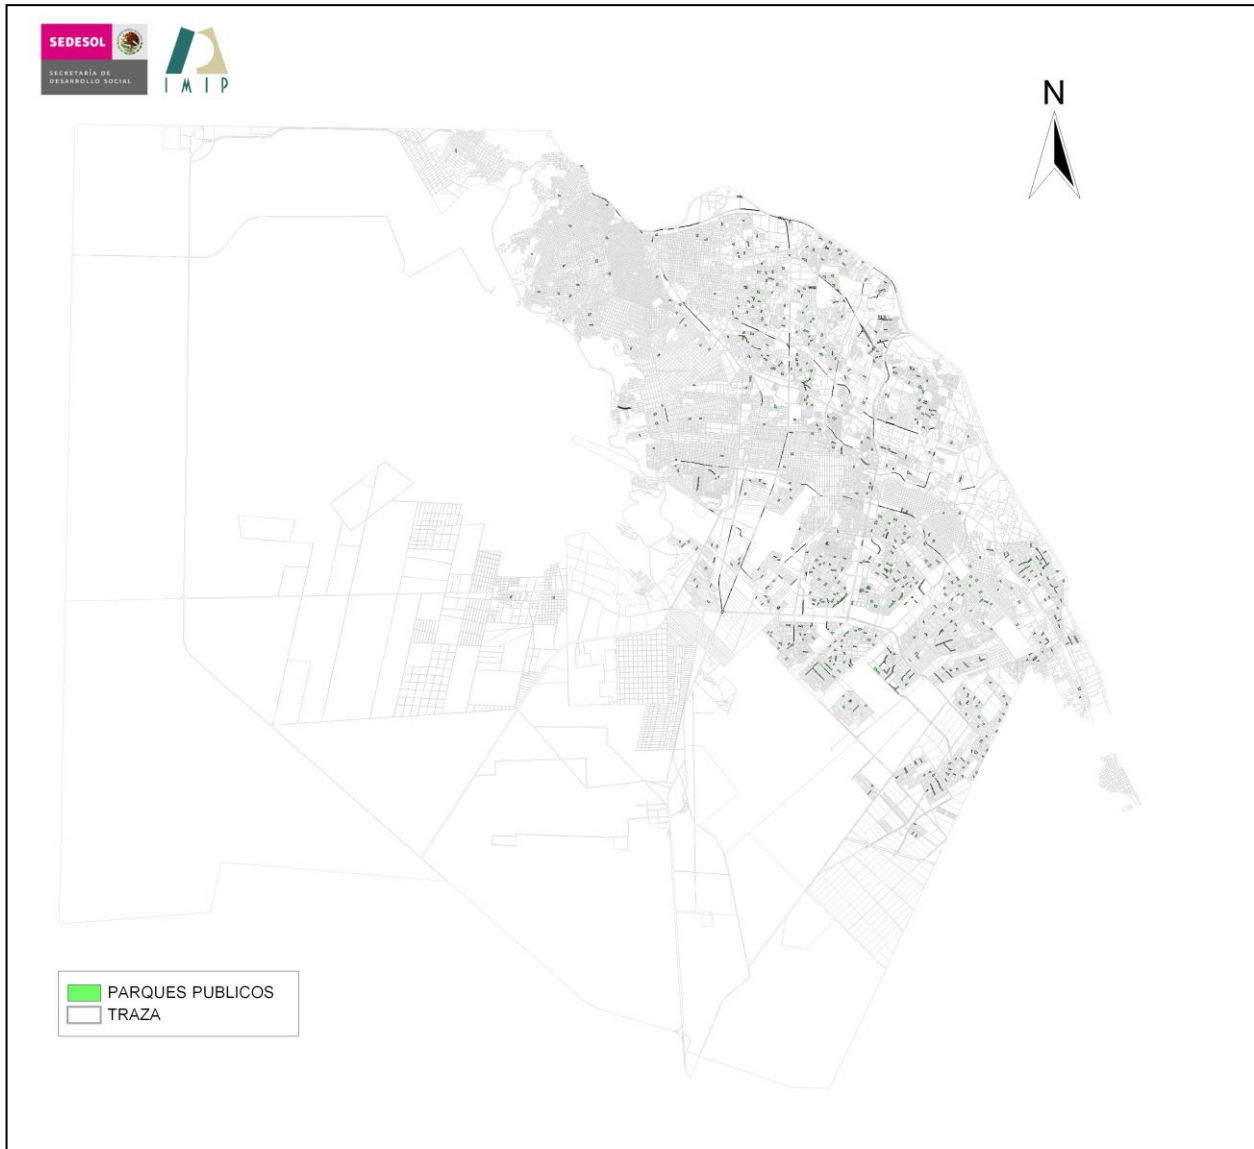 SEDESOL
SECRETARÍA DE
DESARROLLO SOCIAL
IMIP
N
PARQUES PUBLICOS
TRAZA